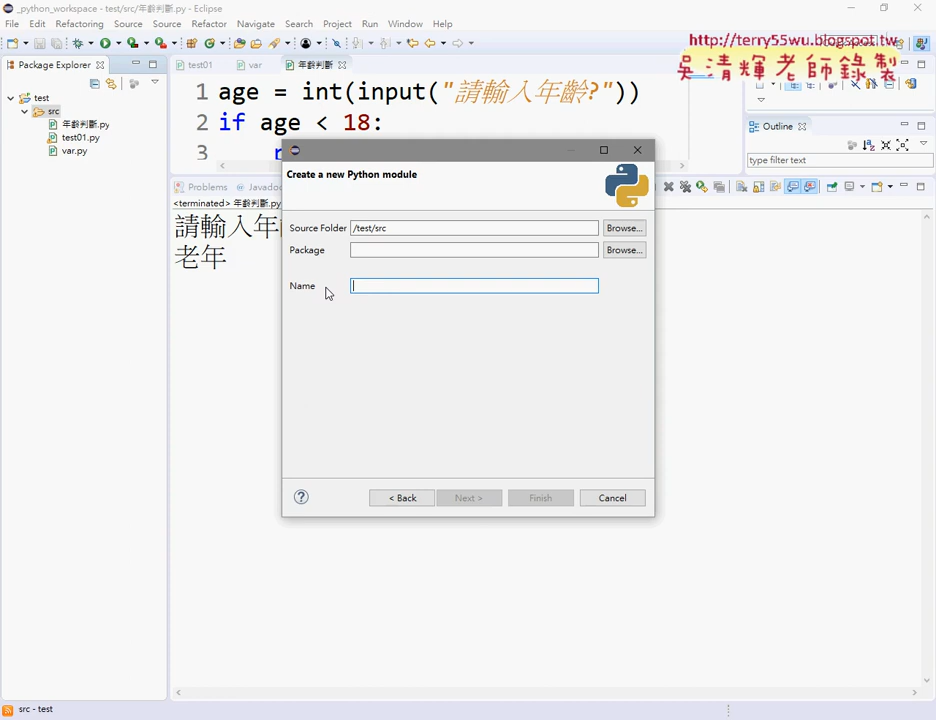 _python_workspace - test/src/年齡判斷.py - Eclipse
File Edit Refactoring Source Source Refactor Navigate Search Project Run Window Help
http://terry55wu.blogspot.tw
吳清輝老師錄製
Package Explorer
test01
var
年齡判斷
test
src
年齡判斷.py
test01.py
var.py
1 age = int(input("請輸入年齡?"))
2 if age < 18:
3
Outline
type filter text
Problems
Javadoc
<terminated> 年齡判斷.py
請輸入年
老年
Create a new Python module
Source Folder /test/src Browse...
Package Browse...
Name
? < Back Next > Finish Cancel
src - test